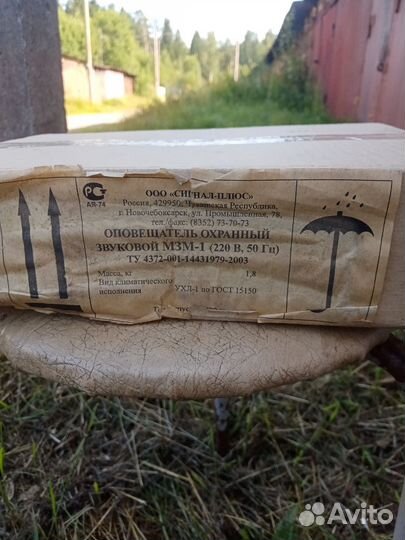 ООО «СИГНАЛ-ПЛЮС»
Россия, 429950, Чувашская Республика,
г. Новочебоксарск, ул. Промышленная, 78,
тел./факс: (8352) 73-70-73
АЯ-74
ОПОВЕЩАТЕЛЬ ОХРАННЫЙ
ЗВУКОВОЙ МЗМ-1 (220 В, 50 Гц)
ТУ 4372-001-14431979-2003
Масса, кг 1,8
Вид климатического
исполнения УХЛ-1 по ГОСТ 15150
Avito